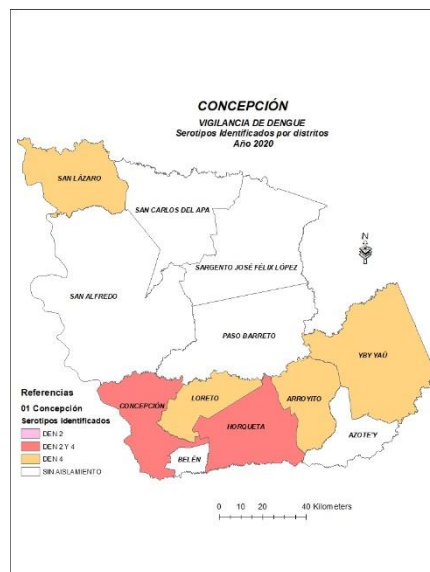 CONCEPCIÓN
VIGILANCIA DE DENGUE
Serotipos Identificados por distritos
Año 2020
SAN LÁZARO
SAN CARLOS DEL APA
N
SARGENTO JOSÉ FÉLIX LÓPEZ
SAN ALFREDO
PASO BARRETO
YBY YAÚ
CONCEPCIÓN
LORETO
ARROYITO
HORQUETA
AZOTE'Y
BELÉN
Referencias
01 Concepción
Serotipos Identificados
DEN 2
DEN 2 Y 4
DEN 4
SIN AISLAMIENTO
0 5 10 20 30 40 Kilometers